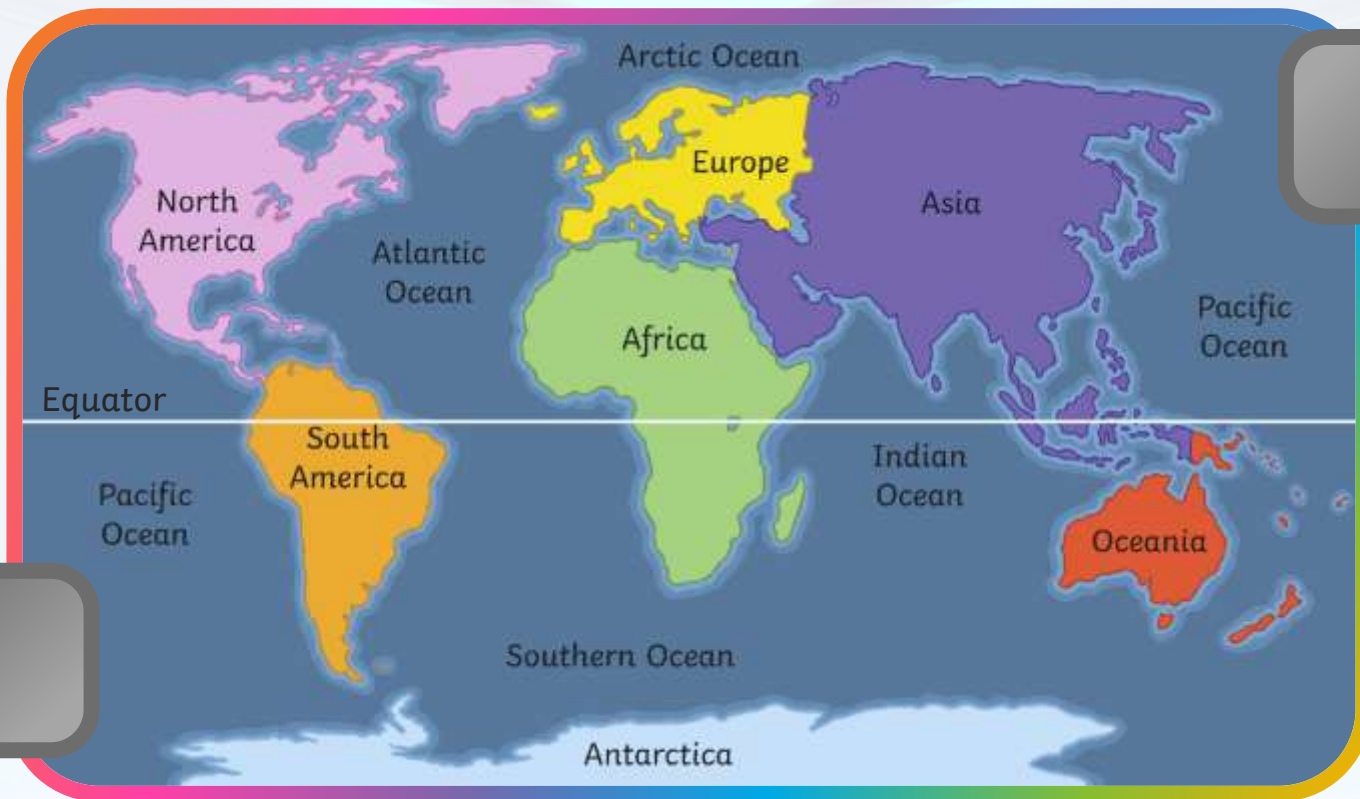 Arctic Ocean
Europe
North
America
Asia
Atlantic
Ocean
Pacific
Ocean
Africa
Equator
South
America
Indian
Ocean
Pacific
Ocean
Oceania
Southern Ocean
Antarctica